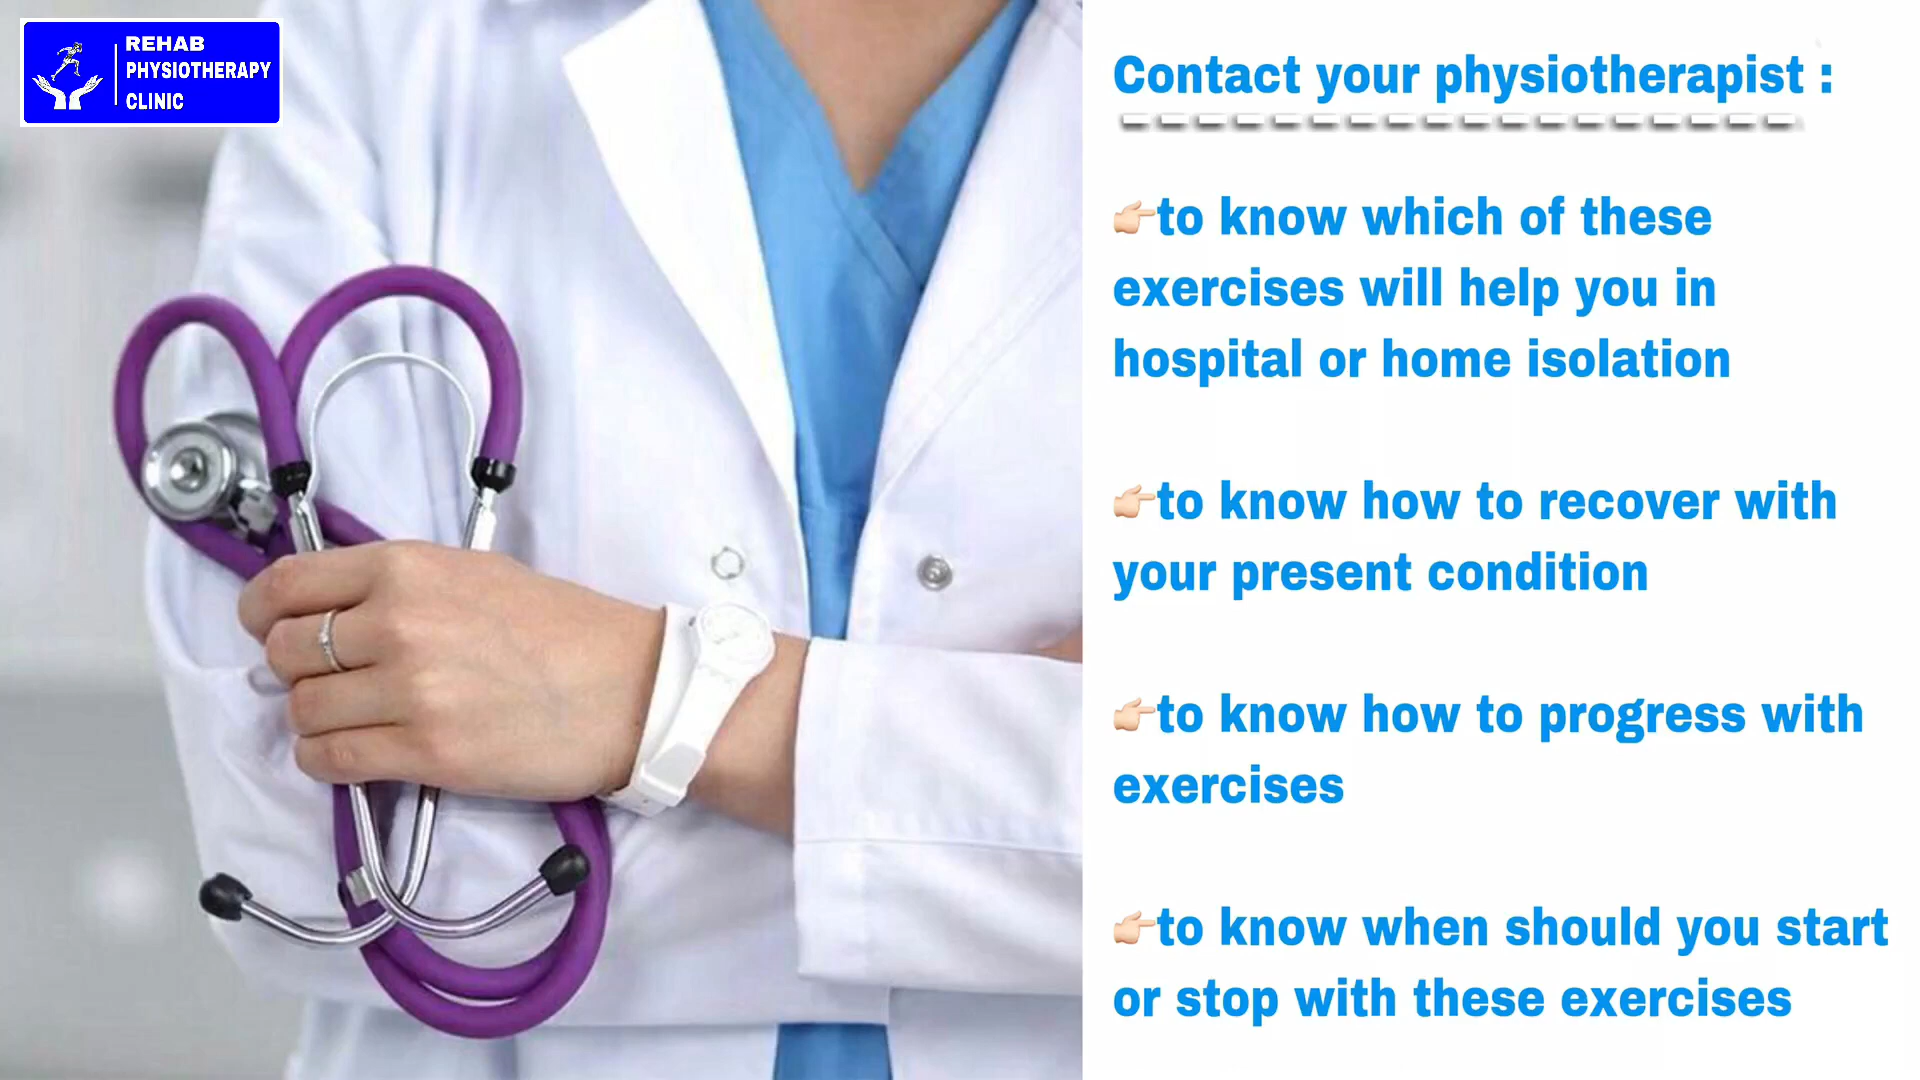 REHAB
PHYSIOTHERAPY
CLINIC
Contact your physiotherapist :
👉🏻to know which of these
exercises will help you in
hospital or home isolation
👉🏻to know how to recover with
your present condition
👉🏻to know how to progress with
exercises
👉🏻to know when should you start
or stop with these exercises